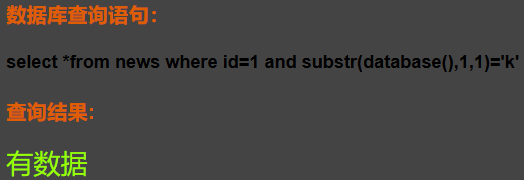 数据库查询语句:
select *from news where id=1 and substr(database(),1,1)='k'
查询结果:
有数据